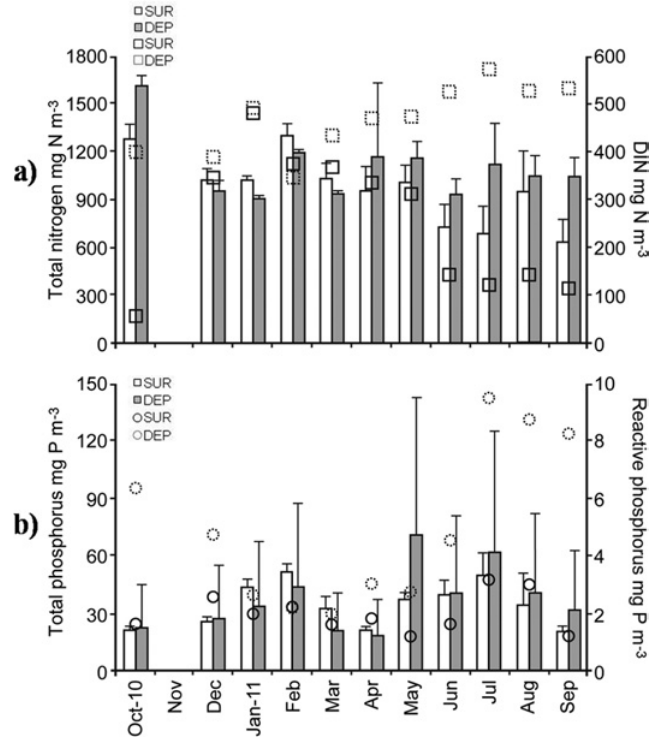 SUR
DEP
SUR
DEP
a)
Total nitrogen mg N m-3
1800
1500
1200
900
600
300
0
600
500
400
300
200
100
0
DIN mg N m-3
b)
Total phosphorus mg P m-3
150
120
90
60
30
0
SUR
DEP
SUR
DEP
10
8
6
4
2
0
Reactive phosphorus mg P m-3
Oct-10
Nov
Dec
Jan-11
Feb
Mar
Apr
May
Jun
Jul
Aug
Sep